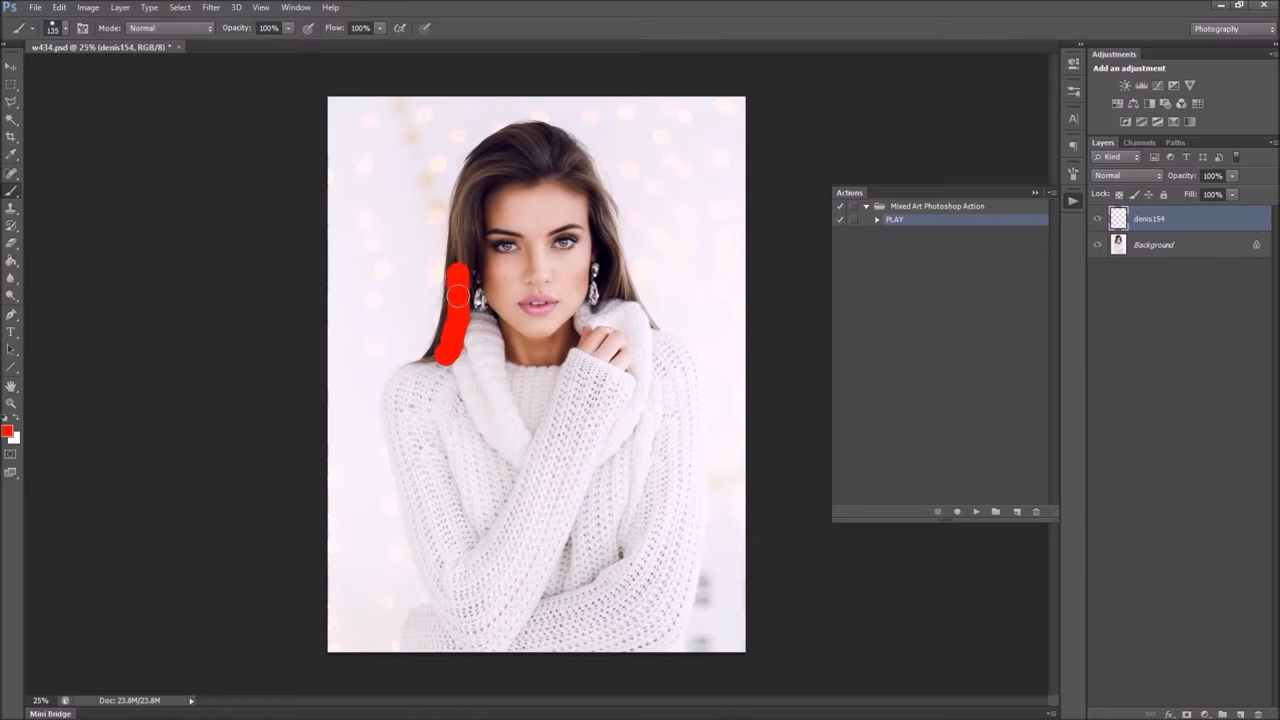 Ps File Edit Image Layer Type Select Filter 3D View Window Help
135 Mode: Normal Opacity: 100% Flow: 100% Photography
w434.psd @ 25% (denis154, RGB/8) * ×
Adjustments
Add an adjustment
Layers Channels Paths
Kind
Normal Opacity: 100%
Lock: Fill: 100%
denis154
Background
Actions
Mixed Art Photoshop Action
PLAY
25% Doc: 23.8M/23.8M
Mini Bridge